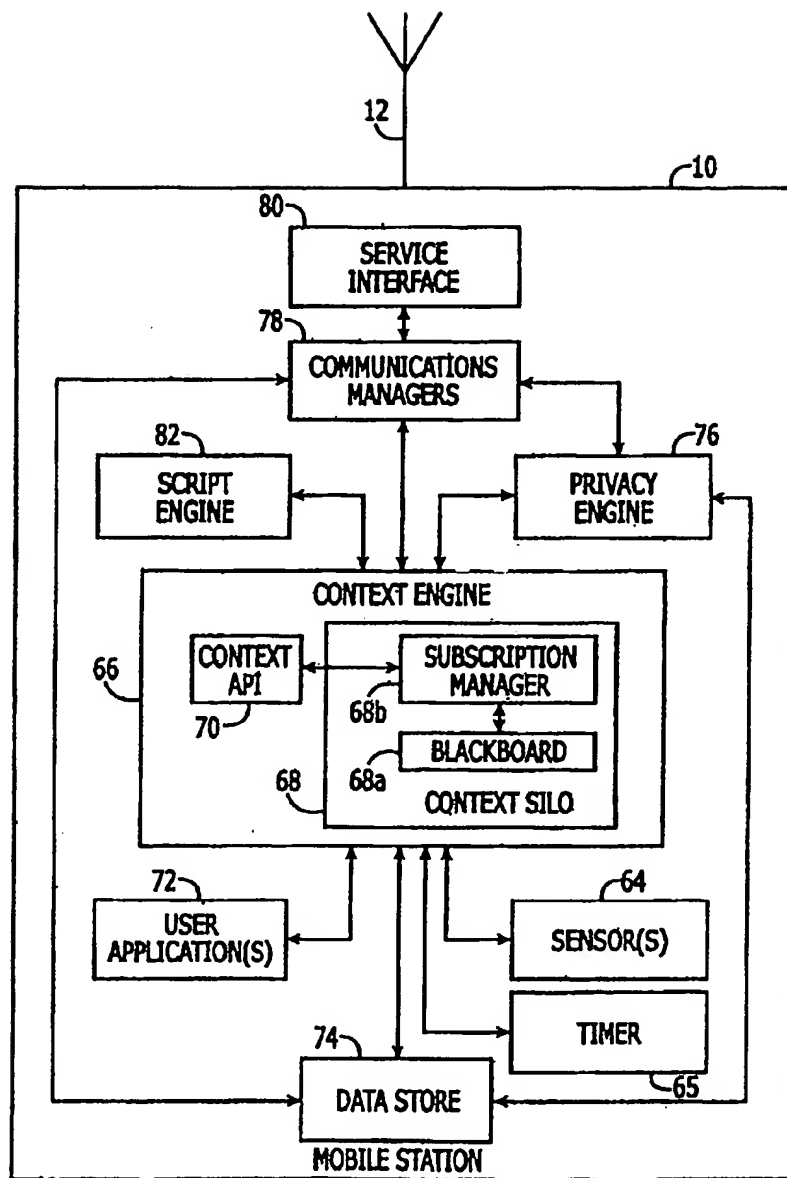 12
10
80
SERVICE
INTERFACE
78
COMMUNICATIONS
MANAGERS
82
SCRIPT
ENGINE
76
PRIVACY
ENGINE
CONTEXT ENGINE
66
CONTEXT
API
70
SUBSCRIPTION
MANAGER
68b
BLACKBOARD
68a
68
CONTEXT SILO
72
USER
APPLICATION(S)
64
SENSOR(S)
TIMER
65
74
DATA STORE
MOBILE STATION